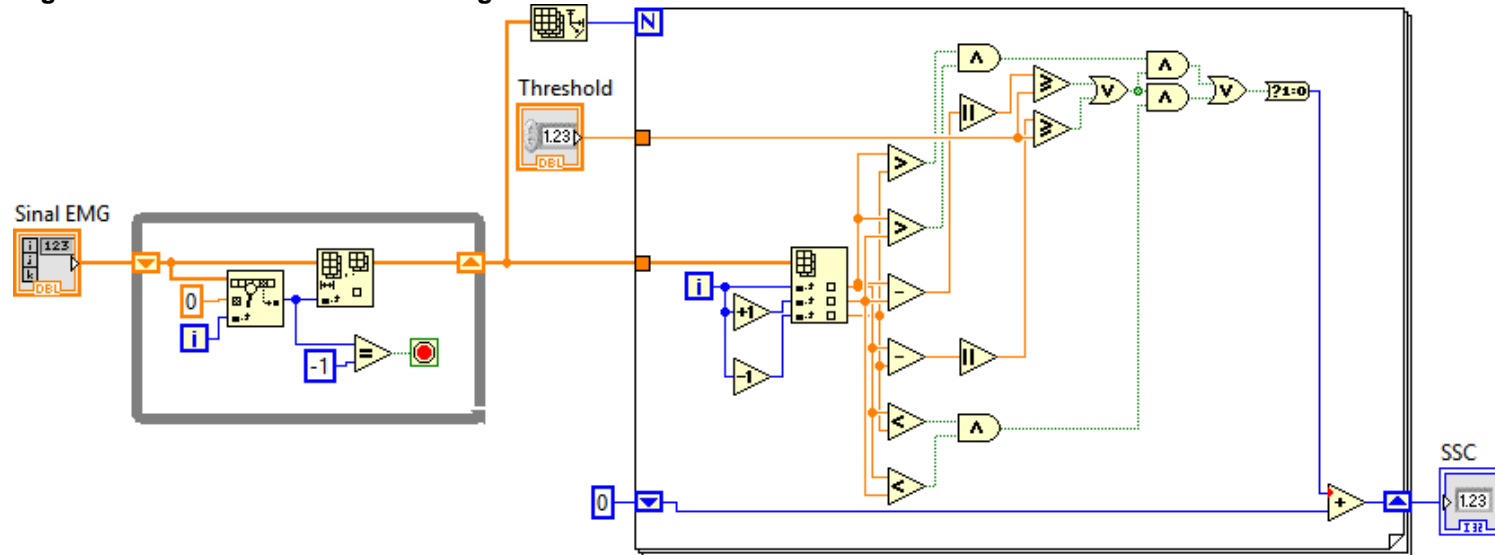 N
Threshold
1.23
DBL
?1:0
Sinal EMG
123
i
j
k
DBL
0
i
-1
=
i
+1
-1
>
>
-
-
<
<
||
||
≥
≥
∧
∧
∧
∧
∨
∨
0
+
SSC
1.23
I32